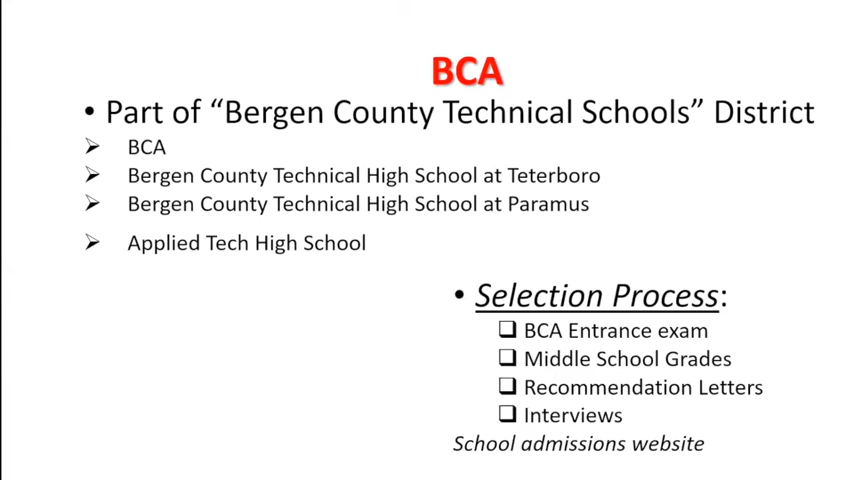 BCA
• Part of “Bergen County Technical Schools” District
➢ BCA
➢ Bergen County Technical High School at Teterboro
➢ Bergen County Technical High School at Paramus
➢ Applied Tech High School
• Selection Process:
❑ BCA Entrance exam
❑ Middle School Grades
❑ Recommendation Letters
❑ Interviews
School admissions website